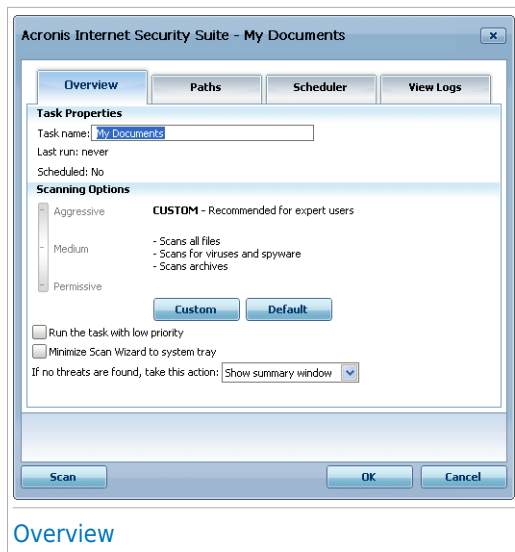 Acronis Internet Security Suite - My Documents
Overview Paths Scheduler View Logs
Task Properties
Task name: My Documents
Last run: never
Scheduled: No
Scanning Options
Aggressive
CUSTOM - Recommended for expert users
- Scans all files
Medium
- Scans for viruses and spyware
- Scans archives
Permissive
Custom Default
Run the task with low priority
Minimize Scan Wizard to system tray
If no threats are found, take this action: Show summary window
Scan OK Cancel
Overview